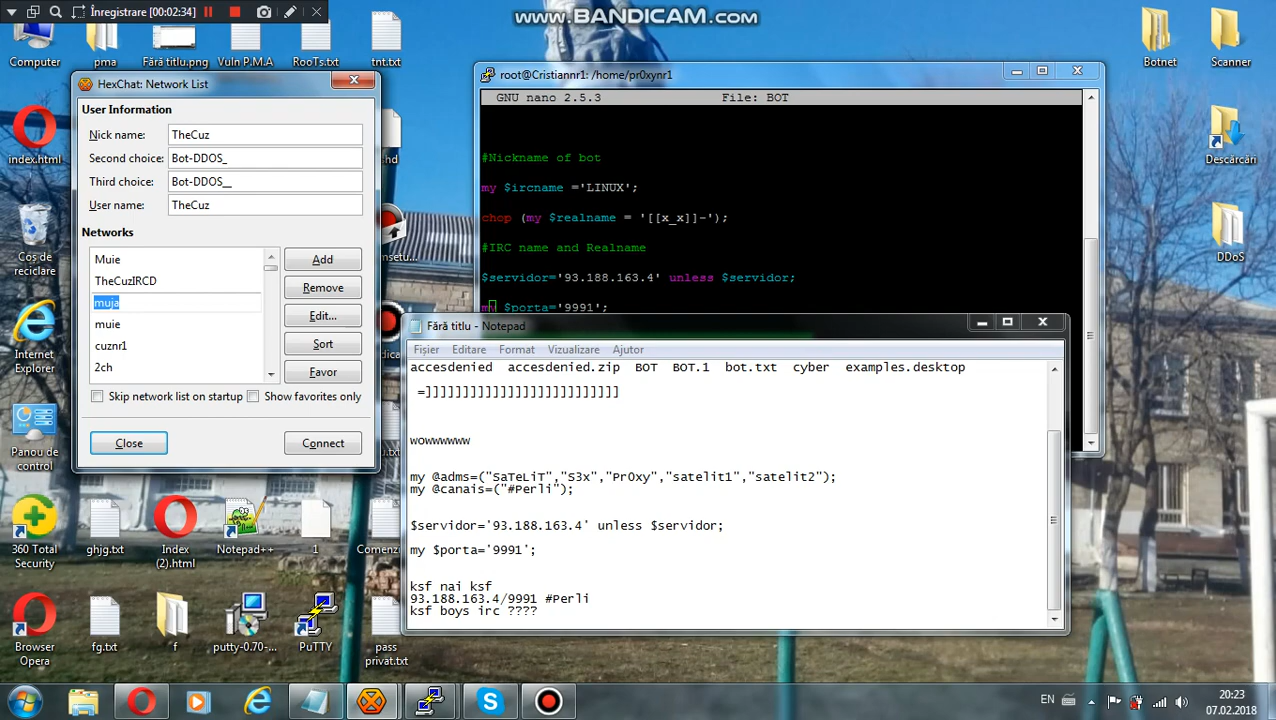 Înregistrare [00:02:34]
www.BANDICAM.com
Computer
pma
Fără titlu.png
Vuln P.M.A
RooTs.txt
tnt.txt
Botnet
Scanner
HexChat: Network List
User Information
Nick name: TheCuz
Second choice: Bot-DDOS_
Third choice: Bot-DDOS__
User name: TheCuz
Networks
Muie
TheCuzIRCD
muja
muie
cuznr1
2ch
Add
Remove
Edit...
Sort
Favor
Skip network list on startup
Show favorites only
Close
Connect
root@Cristiannr1: /home/pr0xynr1
GNU nano 2.5.3 File: BOT
#Nickname of bot
my $ircname ='LINUX';
chop (my $realname = '[[x_x]]-');
#IRC name and Realname
$servidor='93.188.163.4' unless $servidor;
my $porta='9991';
Fără titlu - Notepad
Fișier Editare Format Vizualizare Ajutor
accesdenied accesdenied.zip BOT BOT.1 bot.txt cyber examples.desktop
=]]]]]]]]]]]]]]]]]]]]]]]]]]
wowwwwww
my @adms=("SaTeLiT","S3x","Pr0xy","satelit1","satelit2");
my @canais=("#Perli");
$servidor='93.188.163.4' unless $servidor;
my $porta='9991';
ksf nai ksf
93.188.163.4/9991 #Perli
ksf boys irc ????
index.html
Coș de
reciclare
Internet
Explorer
Panou de
control
Descărcări
DDoS
360 Total
Security
ghjg.txt
Index
(2).html
Notepad++
1
Browser
Opera
fg.txt
f
putty-0.70-...
PuTTY
pass
privat.txt
EN
20:23
07.02.2018